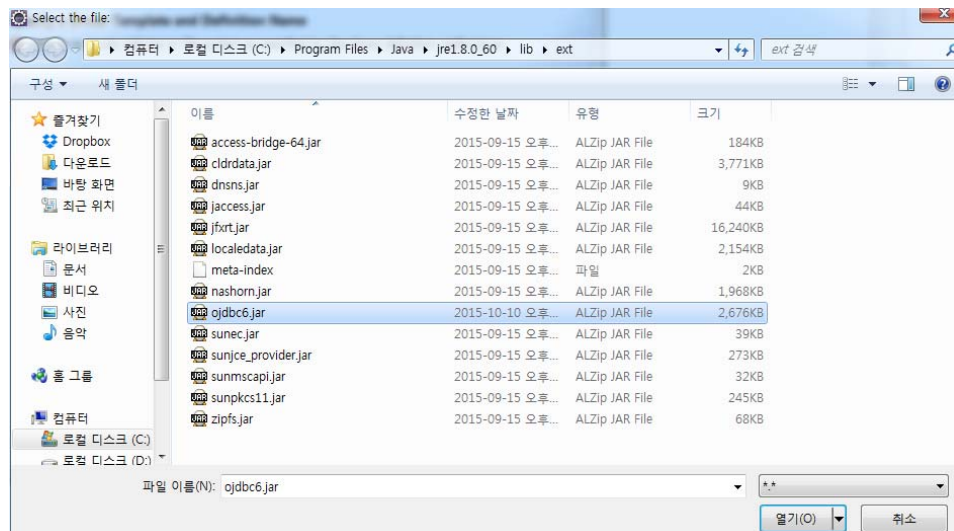 Select the file:
Template and Definition Name
컴퓨터 ▸ 로컬 디스크 (C:) ▸ Program Files ▸ Java ▸ jre1.8.0_60 ▸ lib ▸ ext
ext 검색
구성 새 폴더
이름 수정한 날짜 유형 크기
즐겨찾기
Dropbox
다운로드
바탕 화면
최근 위치
라이브러리
문서
비디오
사진
음악
홈 그룹
컴퓨터
로컬 디스크 (C:)
로컬 디스크 (D:)
access-bridge-64.jar 2015-09-15 오후... ALZip JAR File 184KB
cldrdata.jar 2015-09-15 오후... ALZip JAR File 3,771KB
dnsns.jar 2015-09-15 오후... ALZip JAR File 9KB
jaccess.jar 2015-09-15 오후... ALZip JAR File 44KB
jfxrt.jar 2015-09-15 오후... ALZip JAR File 16,240KB
localedata.jar 2015-09-15 오후... ALZip JAR File 2,154KB
meta-index 2015-09-15 오후... 파일 2KB
nashorn.jar 2015-09-15 오후... ALZip JAR File 1,968KB
ojdbc6.jar 2015-10-10 오후... ALZip JAR File 2,676KB
sunec.jar 2015-09-15 오후... ALZip JAR File 39KB
sunjce_provider.jar 2015-09-15 오후... ALZip JAR File 273KB
sunmscapi.jar 2015-09-15 오후... ALZip JAR File 32KB
sunpkcs11.jar 2015-09-15 오후... ALZip JAR File 245KB
zipfs.jar 2015-09-15 오후... ALZip JAR File 68KB
파일 이름(N): ojdbc6.jar
*.*
열기(O) 취소